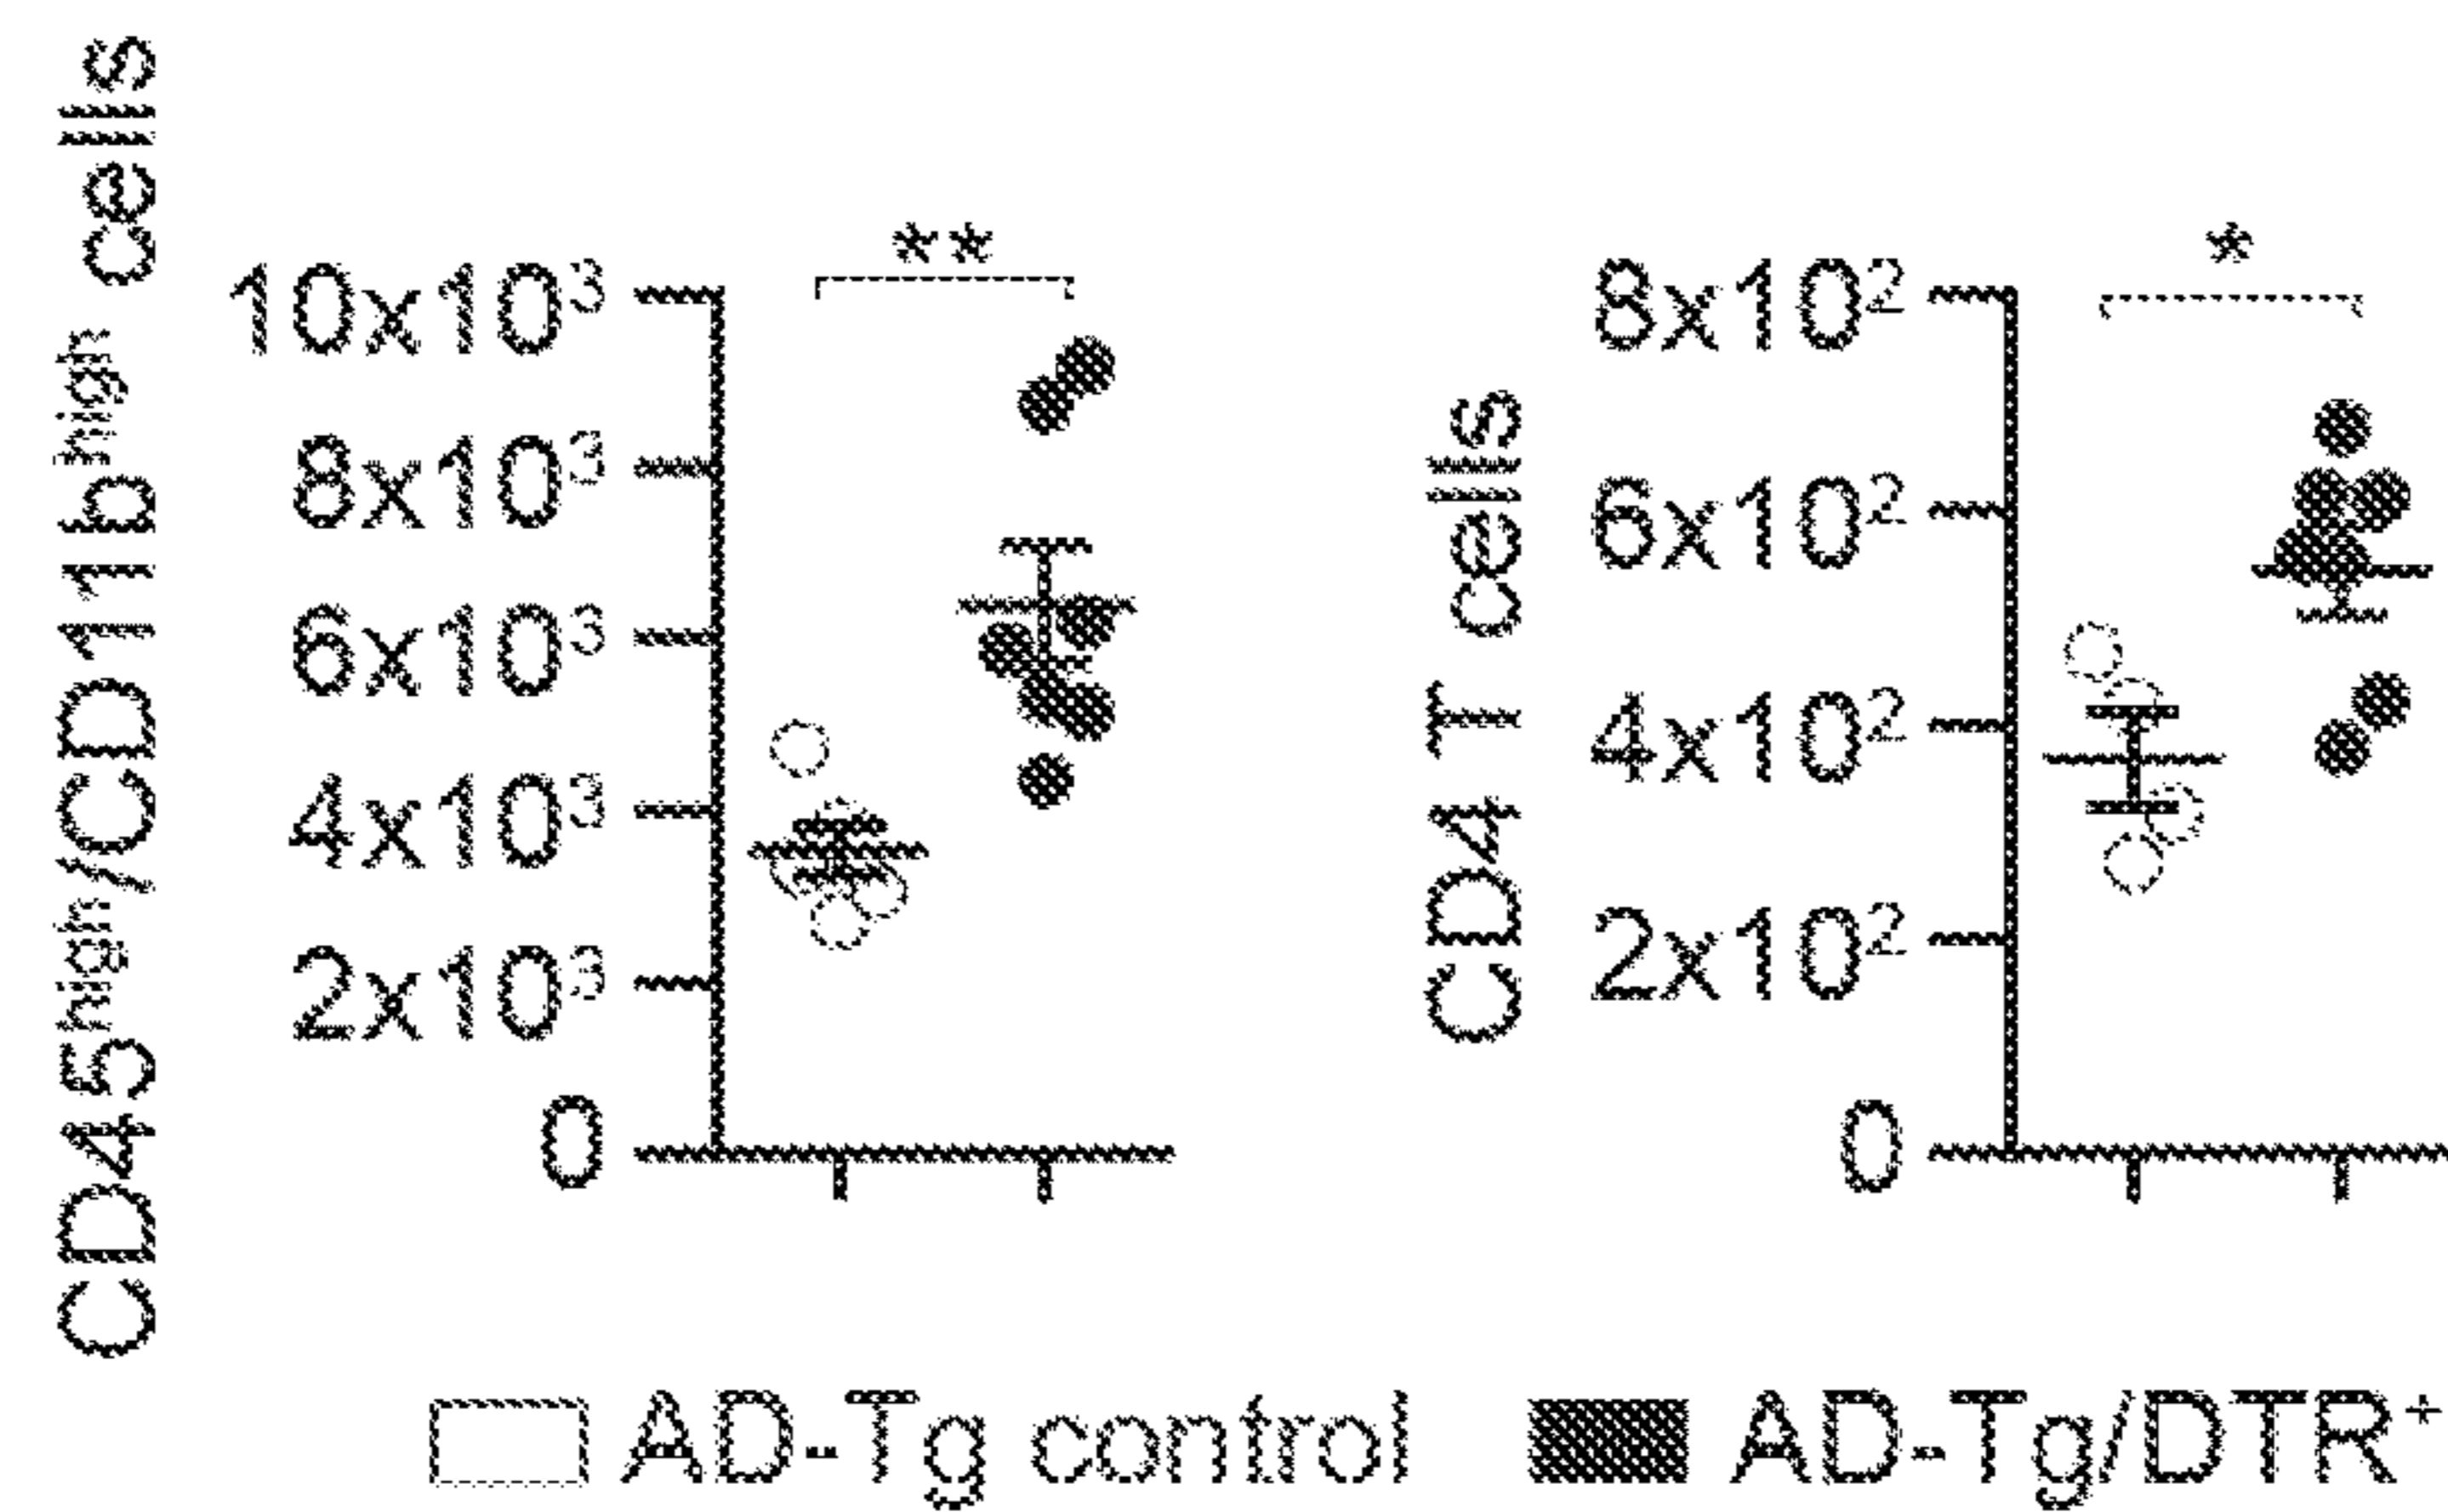 CD45ʰⁱᵍʰ/CD11bʰⁱᵍʰ cells
10x10³
8x10³
6x10³
4x10³
2x10³
0
**
CD4 T cells
8x10²
6x10²
4x10²
2x10²
0
*
AD-Tg control
AD-Tg/DTR⁺